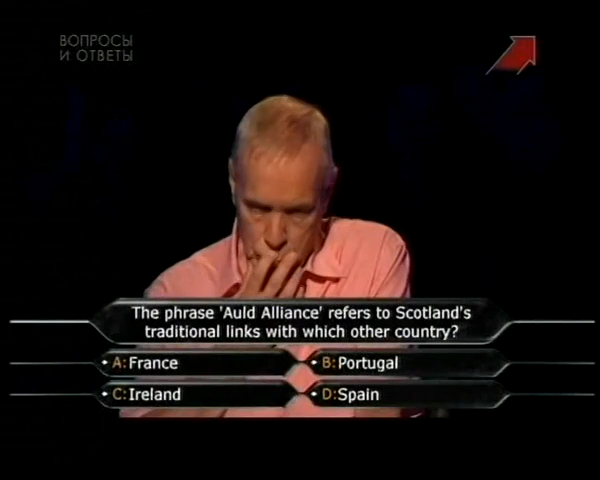 ВОПРОСЫ
И ОТВЕТЫ
The phrase 'Auld Alliance' refers to Scotland's
traditional links with which other country?
A: France
B: Portugal
C: Ireland
D: Spain